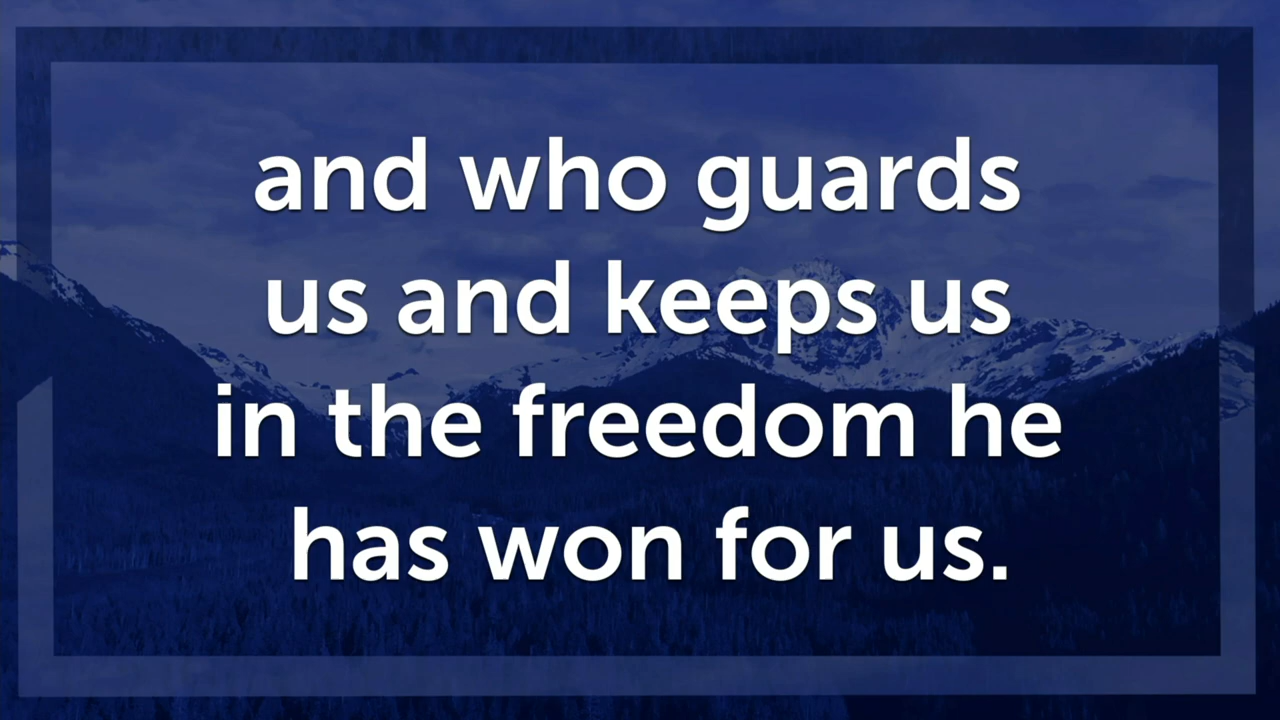 and who guards
us and keeps us
in the freedom he
has won for us.